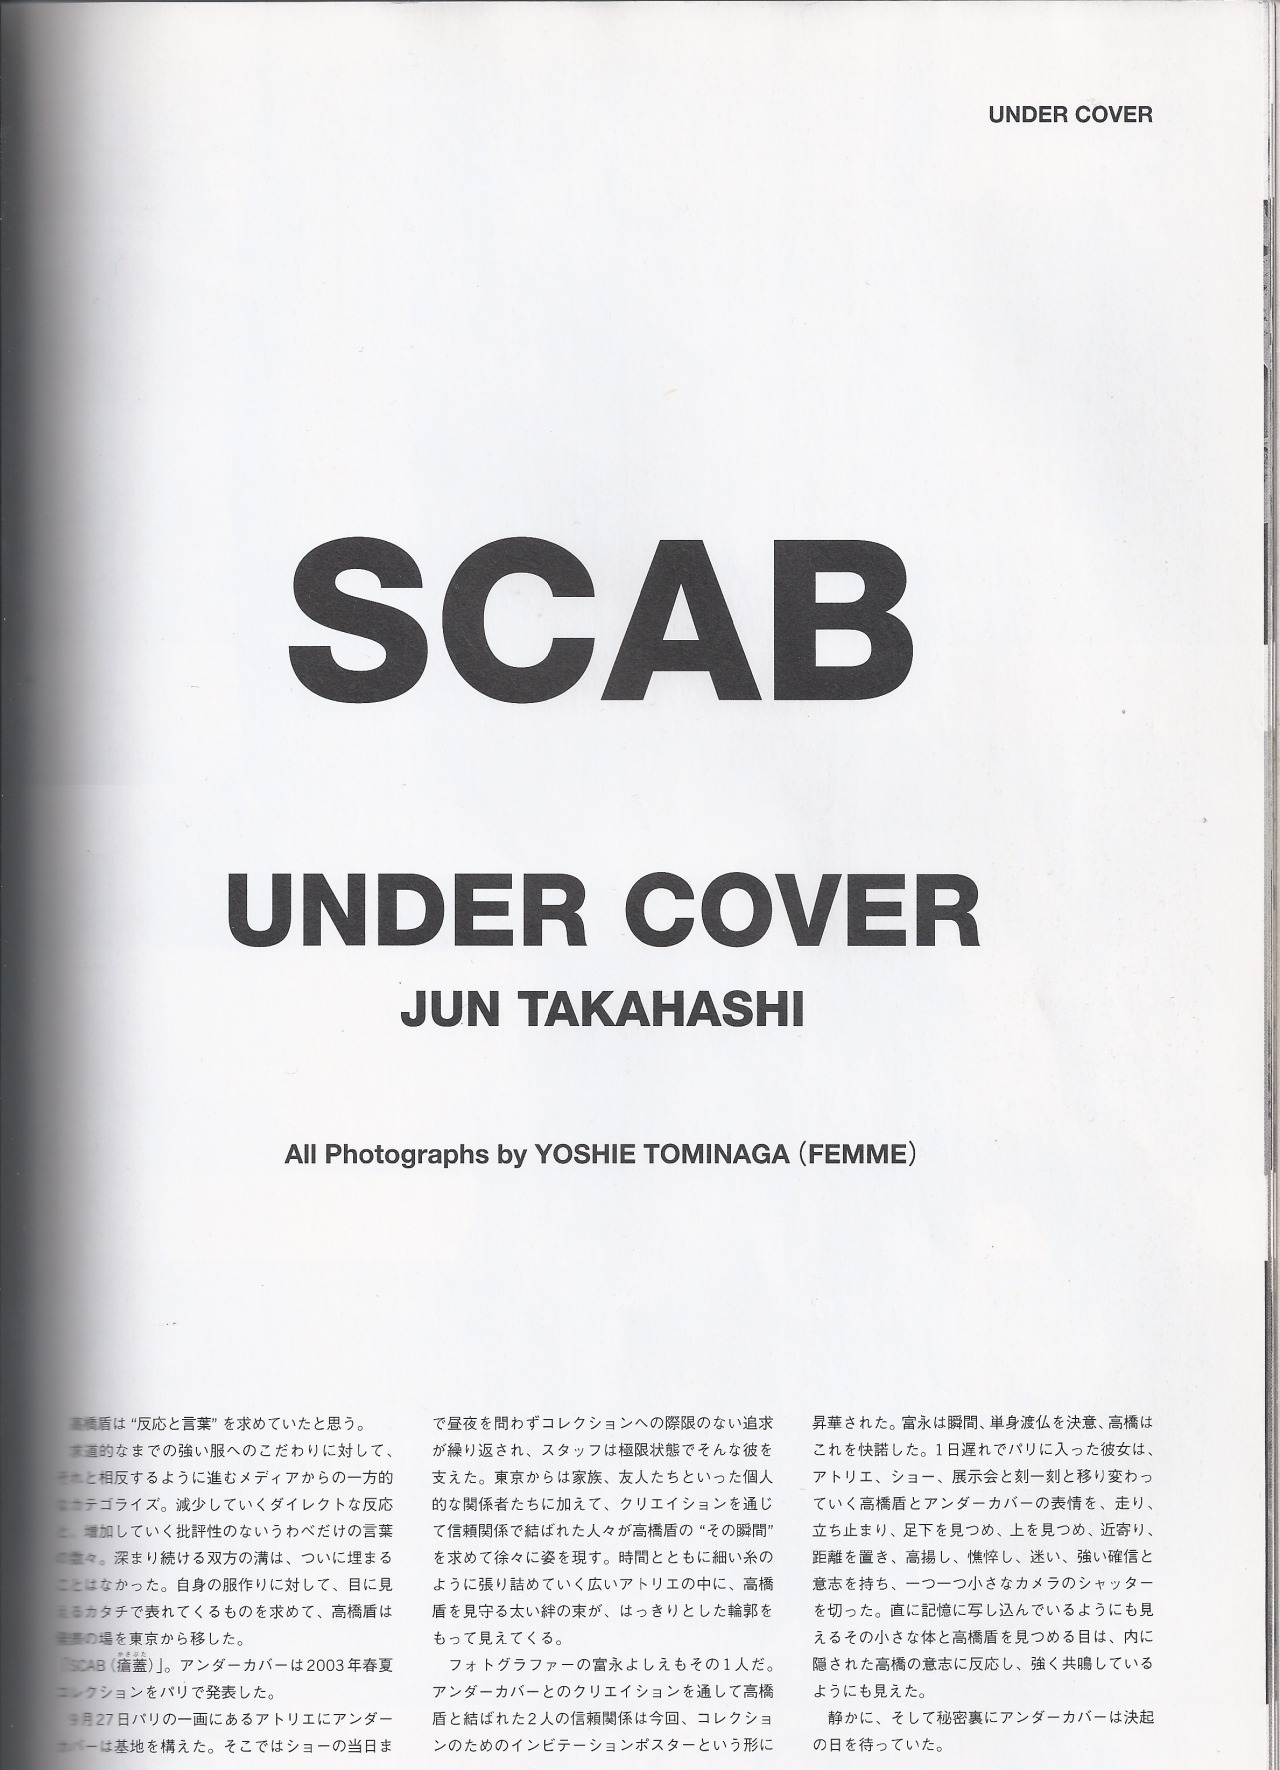 UNDER COVER
SCAB
UNDER COVER
JUN TAKAHASHI
All Photographs by YOSHIE TOMINAGA（FEMME）
高橋盾は “反応と言葉” を求めていたと思う。
求道的なまでの強い服へのこだわりに対して、
それと相反するように進むメディアからの一方的
なカテゴライズ。減少していくダイレクトな反応
と、増加していく批評性のないうわべだけの言葉
の数々。深まり続ける双方の溝は、ついに埋まる
ことはなかった。自身の服作りに対して、目に見
えるカタチで表れてくるものを求めて、高橋盾は
発表の場を東京から移した。
かさぶた
「SCAB（瘡蓋）」。アンダーカバーは2003年春夏
コレクションをパリで発表した。
9月27日パリの一画にあるアトリエにアンダー
カバーは基地を構えた。そこではショーの当日ま
で昼夜を問わずコレクションへの際限のない追求
が繰り返され、スタッフは極限状態でそんな彼を
支えた。東京からは家族、友人たちといった個人
的な関係者たちに加えて、クリエイションを通じ
て信頼関係で結ばれた人々が高橋盾の “その瞬間”
を求めて徐々に姿を現す。時間とともに細い糸の
ように張り詰めていく広いアトリエの中に、高橋
盾を見守る太い絆の束が、はっきりとした輪郭を
もって見えてくる。
フォトグラファーの富永よしえもその1人だ。
アンダーカバーとのクリエイションを通して高橋
盾と結ばれた2人の信頼関係は今回、コレクショ
ンのためのインビテーションポスターという形に
昇華された。富永は瞬間、単身渡仏を決意、高橋は
これを快諾した。1日遅れでパリに入った彼女は、
アトリエ、ショー、展示会と刻一刻と移り変わっ
ていく高橋盾とアンダーカバーの表情を、走り、
立ち止まり、足下を見つめ、上を見つめ、近寄り、
距離を置き、高揚し、憔悴し、迷い、強い確信と
意志を持ち、一つ一つ小さなカメラのシャッター
を切った。直に記憶に写し込んでいるようにも見
えるその小さな体と高橋盾を見つめる目は、内に
隠された高橋の意志に反応し、強く共鳴している
ようにも見えた。
静かに、そして秘密裏にアンダーカバーは決起
の日を待っていた。